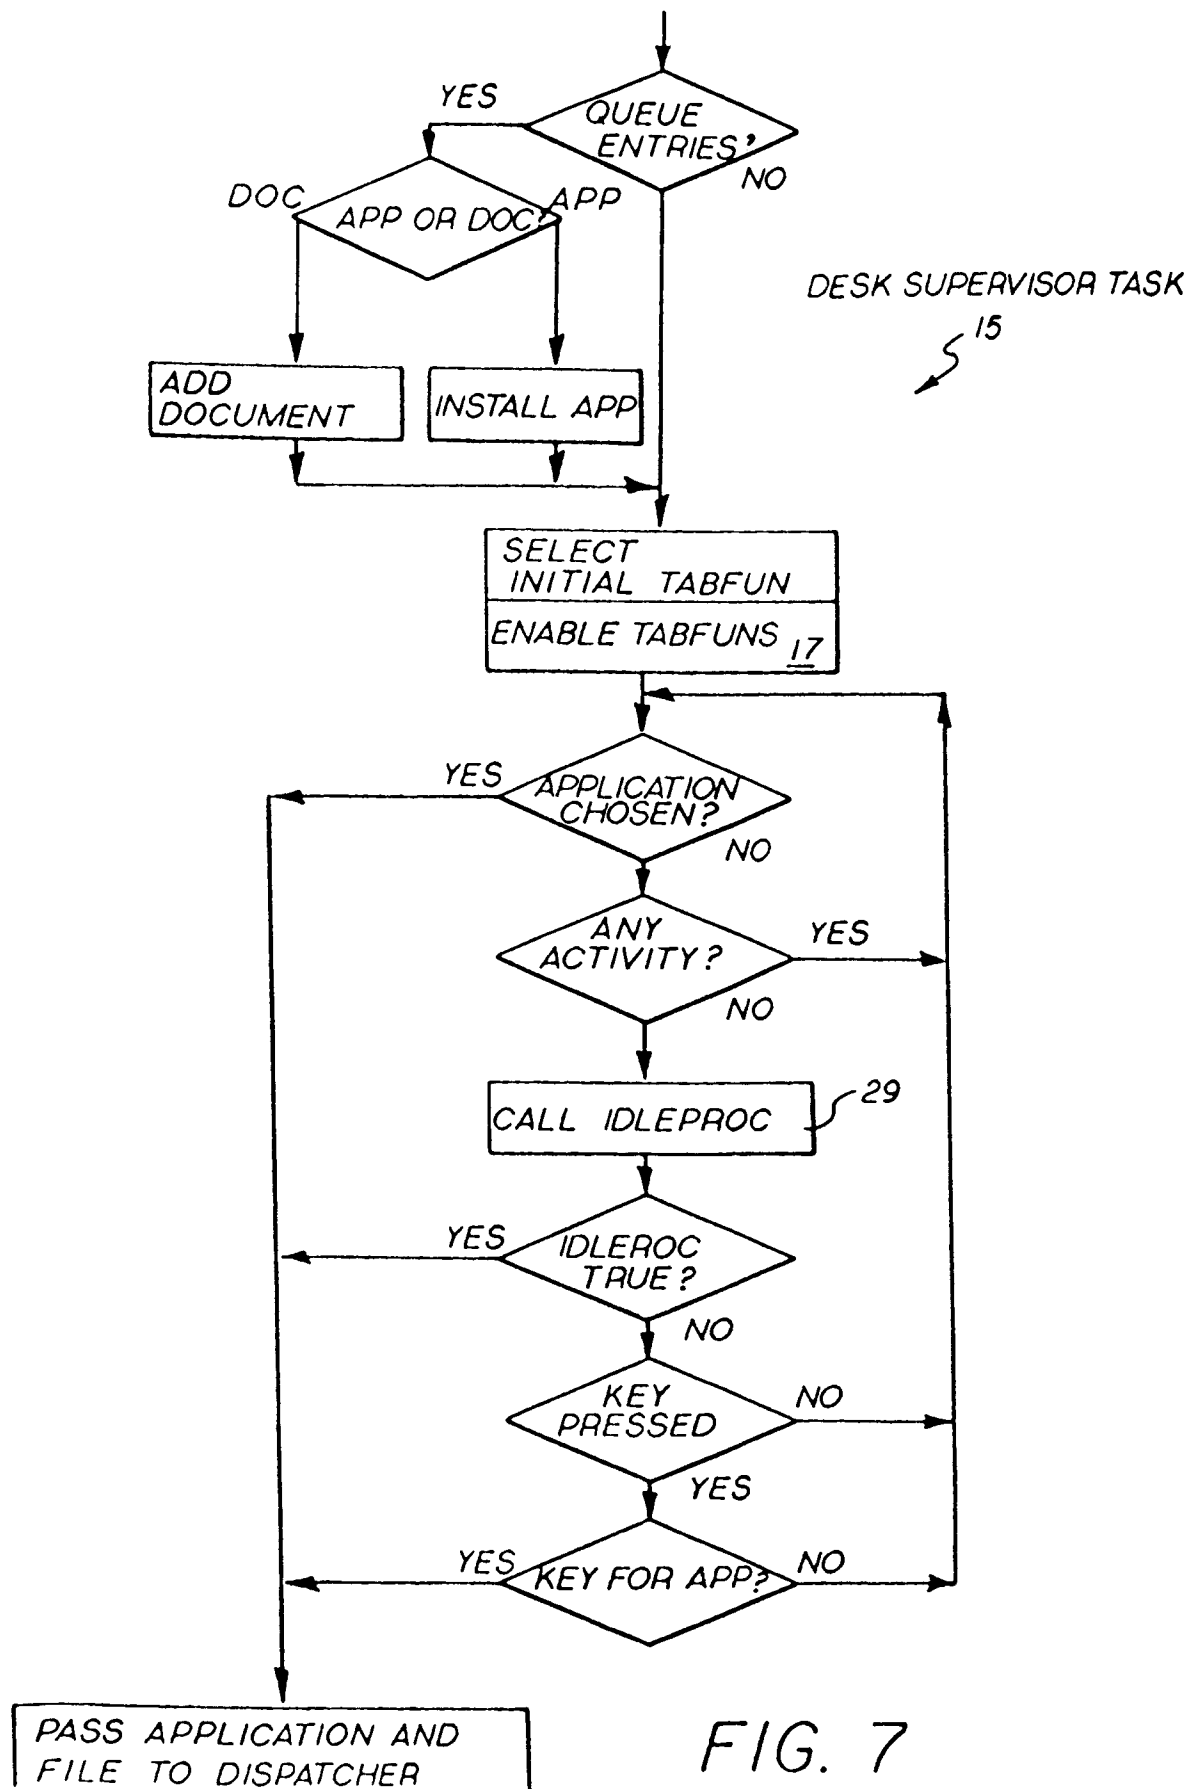 YES
QUEUE
ENTRIES?
NO
DOC
APP OR DOC?
APP
DESK SUPERVISOR TASK
15
ADD
DOCUMENT
INSTALL APP
SELECT
INITIAL TABFUN
ENABLE TABFUNS
17
YES
APPLICATION
CHOSEN?
NO
ANY
ACTIVITY?
YES
NO
CALL IDLEPROC
29
YES
IDLEROC
TRUE?
NO
KEY
PRESSED
NO
YES
YES
KEY FOR APP?
NO
PASS APPLICATION AND
FILE TO DISPATCHER
FIG. 7